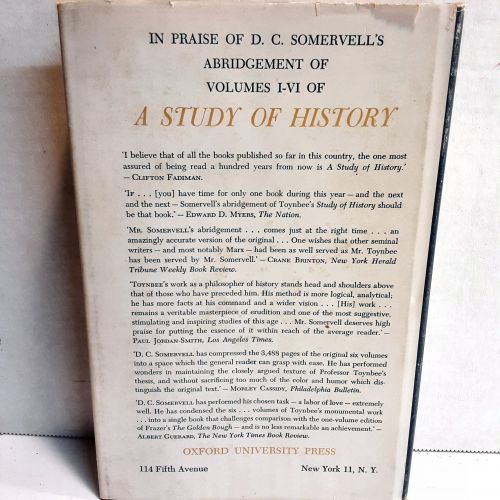 IN PRAISE OF D. C. SOMERVELL'S
ABRIDGEMENT OF
VOLUMES I-VI OF
A STUDY OF HISTORY
'I believe that of all the books published so far in this country, the one most
assured of being read a hundred years from now is A Study of History.'
— CLIFTON FADIMAN.
'IF . . . [you] have time for only one book during this year — and the next
and the next — Somervell's abridgement of Toynbee's Study of History should
be that book.' — EDWARD D. MYERS, The Nation.
'MR. SOMERVELL'S abridgement . . . comes just at the right time . . . an
amazingly accurate version of the original . . . One wishes that other seminal
writers — and most notably Marx — had been as well served as Mr. Toynbee
has been served by Mr. Somervell.' — CRANE BRINTON, New York Herald
Tribune Weekly Book Review.
'TOYNBEE'S work as a philosopher of history stands head and shoulders above
that of those who have preceded him. His method is more logical, analytical;
he has more facts at his command and a wider vision . . . [His] work . . .
remains a veritable masterpiece of erudition and one of the most suggestive,
stimulating and inspiring studies of this age . . . Mr. Somervell deserves high
praise for putting the essence of it within reach of the average reader.' —
PAUL JORDAN-SMITH, Los Angeles Times.
'D. C. SOMERVELL has compressed the 3,488 pages of the original six volumes
into a space which the general reader can grasp with ease. He has performed
wonders in maintaining the closely argued texture of Professor Toynbee's
thesis, and without sacrificing too much of the color and humor which dis-
tinguish the original text.' — MORLEY CASSIDY, Philadelphia Bulletin.
'D. C. SOMERVELL has performed his chosen task — a labor of love — extremely
well. He has condensed the six . . . volumes of Toynbee's monumental work
. . . into a single book that challenges comparison with the one-volume edition
of Frazer's The Golden Bough — and is no less remarkable an achievement.' —
ALBERT GUERARD, The New York Times Book Review.
OXFORD UNIVERSITY PRESS
114 Fifth Avenue New York 11, N. Y.